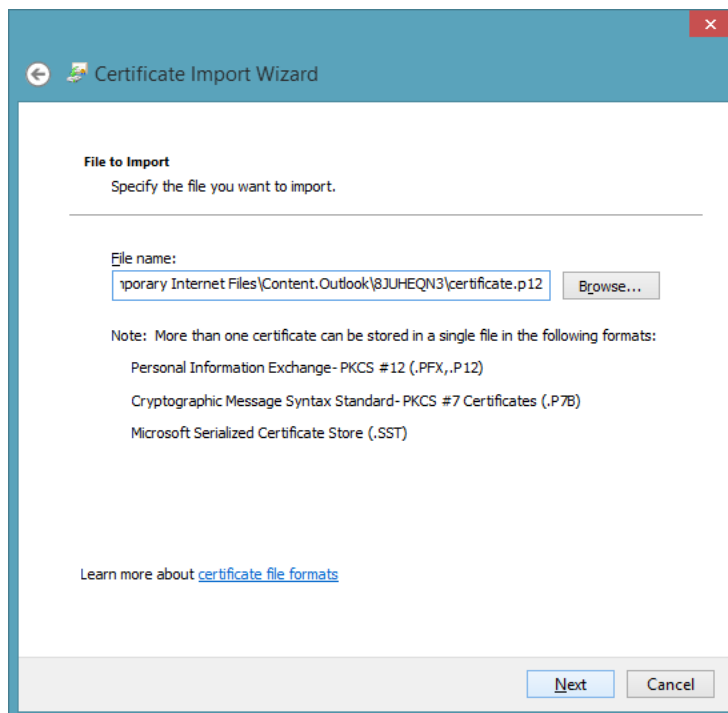 Certificate Import Wizard
File to Import
Specify the file you want to import.
File name:
nporary Internet Files\Content.Outlook\8JUHEQN3\certificate.p12
Browse...
Note: More than one certificate can be stored in a single file in the following formats:
Personal Information Exchange- PKCS #12 (.PFX,.P12)
Cryptographic Message Syntax Standard- PKCS #7 Certificates (.P7B)
Microsoft Serialized Certificate Store (.SST)
Learn more about certificate file formats
Next Cancel